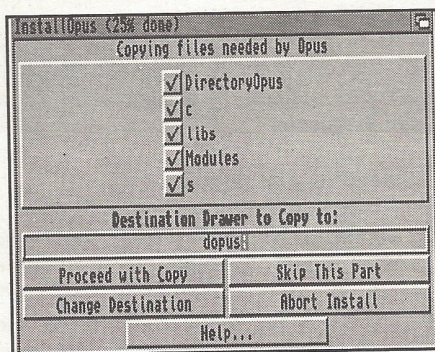 InstallOpus (25% done)
Copying files needed by Opus
DirectoryOpus
c
libs
Modules
s
Destination Drawer to Copy to:
dopus:
Proceed with Copy
Skip This Part
Change Destination
Abort Install
Help...